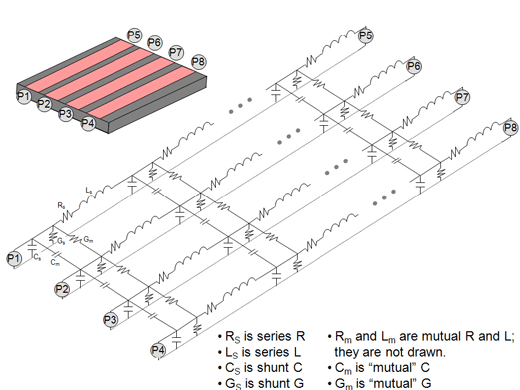 P5
P6
P7
P8
P1
P2
P3
P4
P5
P6
P7
P8
Ls
Rs
Gs Gm
Cs
Cm
P1
P2
P3
P4
• RS is series R
• LS is series L
• CS is shunt C
• GS is shunt G
• Rm and Lm are mutual R and L;
they are not drawn.
• Cm is “mutual” C
• Gm is “mutual” G